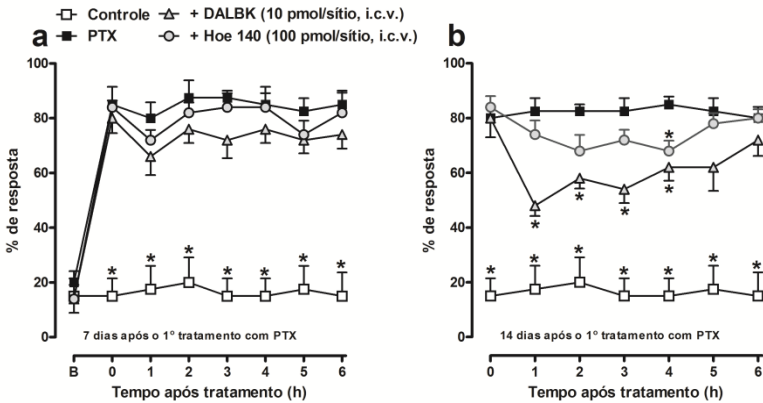 Controle + DALBK (10 pmol/sítio, i.c.v.)
PTX + Hoe 140 (100 pmol/sítio, i.c.v.)
a
% de resposta
100
80
60
40
20
0
* * * * * * *
7 dias após o 1º tratamento com PTX
B 0 1 2 3 4 5 6
Tempo após tratamento (h)
b
% de resposta
100
80
60
40
20
0
*
* * * *
* * * * * * *
14 dias após o 1º tratamento com PTX
0 1 2 3 4 5 6
Tempo após tratamento (h)